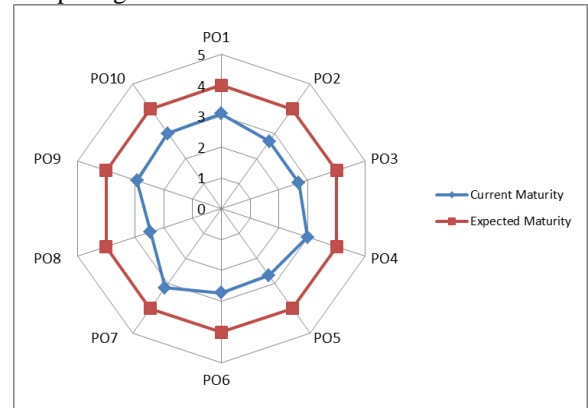 PO1
PO2
PO3
PO4
PO5
PO6
PO7
PO8
PO9
PO10
5
4
3
2
1
0
Current Maturity
Expected Maturity